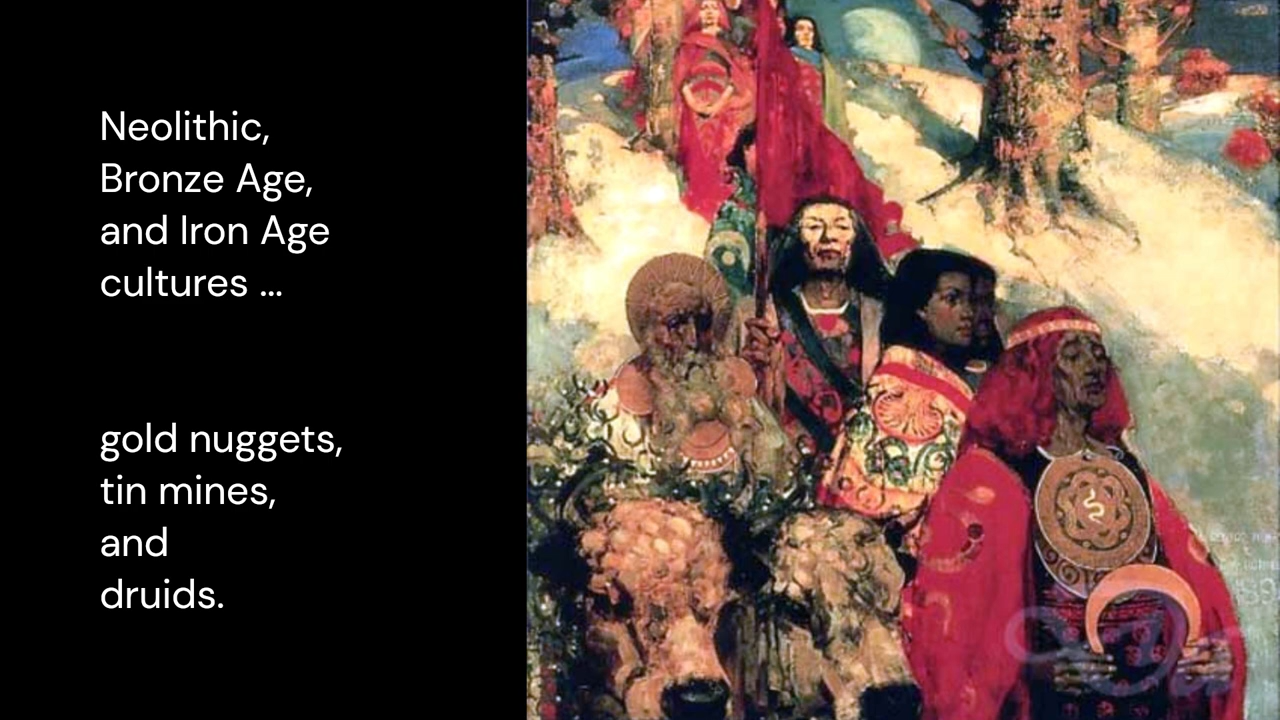 Neolithic,
Bronze Age,
and Iron Age
cultures ...
gold nuggets,
tin mines,
and
druids.